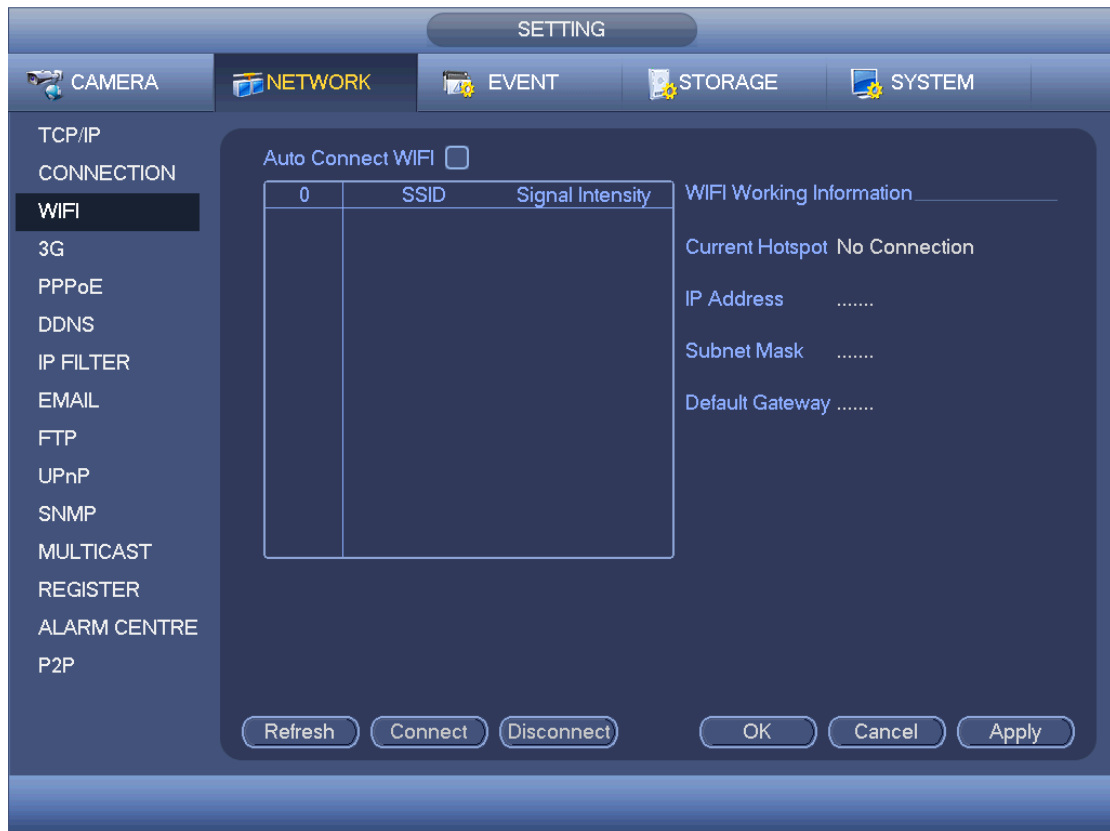 SETTING
CAMERA NETWORK EVENT STORAGE SYSTEM
TCP/IP
CONNECTION
WIFI
3G
PPPoE
DDNS
IP FILTER
EMAIL
FTP
UPnP
SNMP
MULTICAST
REGISTER
ALARM CENTRE
P2P
Auto Connect WIFI
0 SSID Signal Intensity
WIFI Working Information
Current Hotspot No Connection
IP Address .......
Subnet Mask .......
Default Gateway .......
Refresh Connect Disconnect OK Cancel Apply